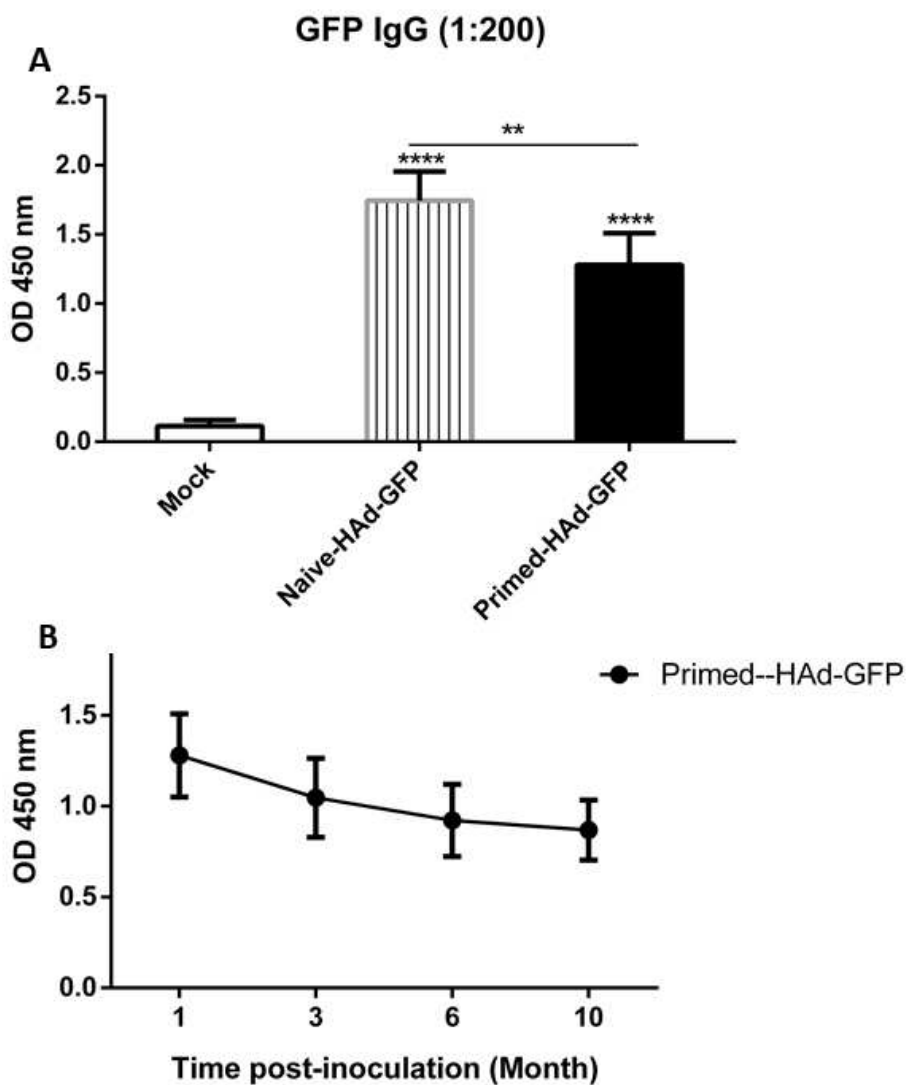 GFP IgG (1:200)
A
2.5
2.0
1.5
1.0
0.5
0.0
OD 450 nm
**
****
****
Mock
Naive-HAd-GFP
Primed-HAd-GFP
B
Primed--HAd-GFP
1.5
1.0
0.5
0.0
OD 450 nm
1 3 6 10
Time post-inoculation (Month)